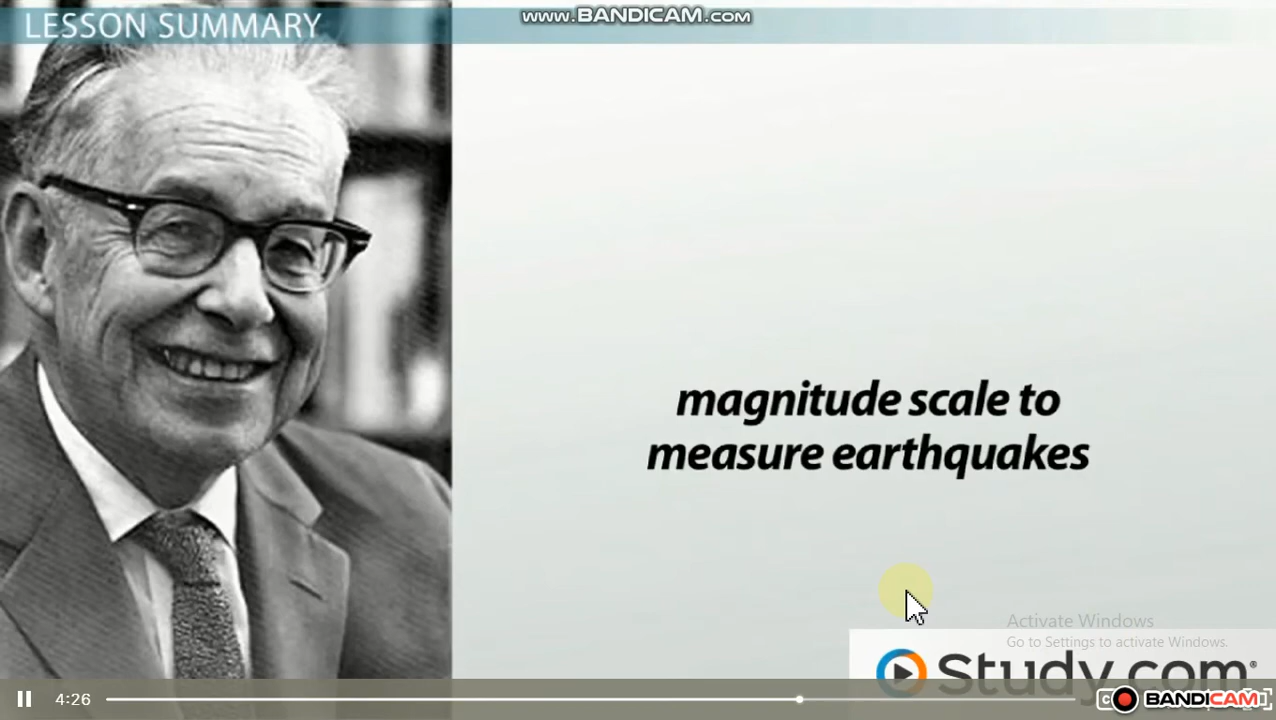 LESSON SUMMARY
www.BANDICAM.com
magnitude scale to
measure earthquakes
Activate Windows
Go to Settings to activate Windows.
Study.com®
4:26
BANDICAM